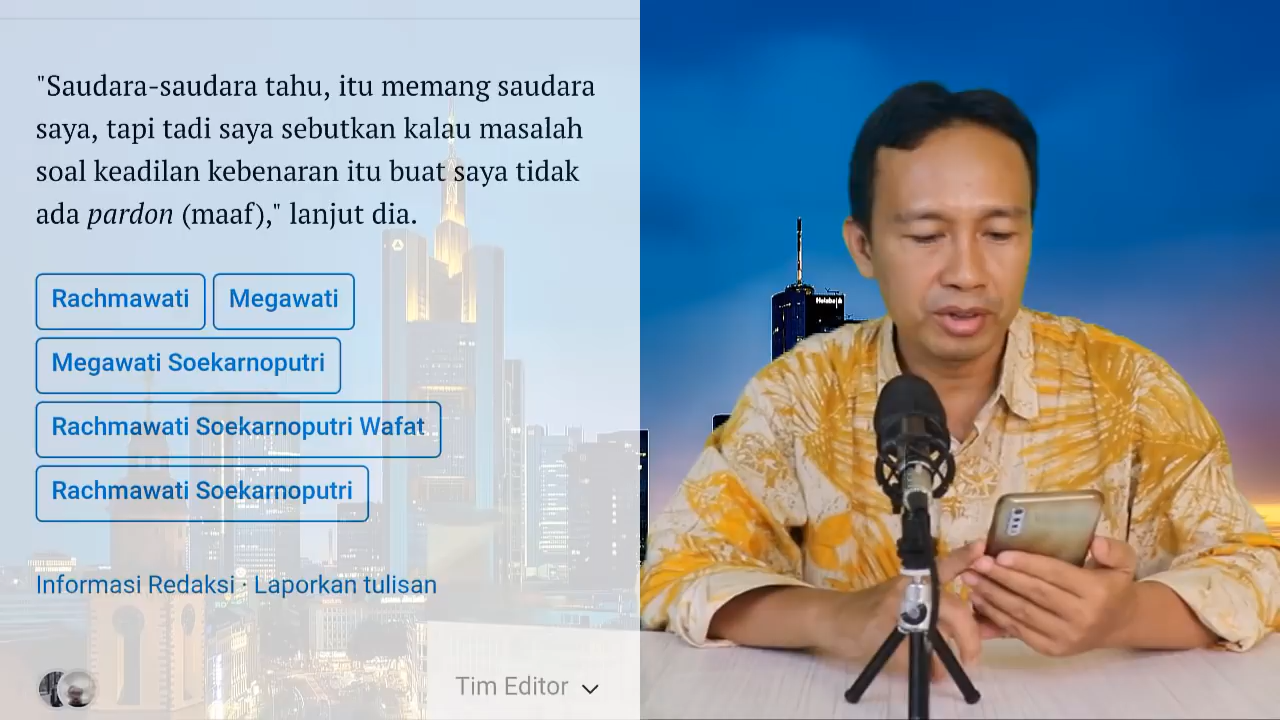 "Saudara-saudara tahu, itu memang saudara
saya, tapi tadi saya sebutkan kalau masalah
soal keadilan kebenaran itu buat saya tidak
ada pardon (maaf)," lanjut dia.
Rachmawati
Megawati
Megawati Soekarnoputri
Rachmawati Soekarnoputri Wafat
Rachmawati Soekarnoputri
Informasi Redaksi · Laporkan tulisan
Tim Editor